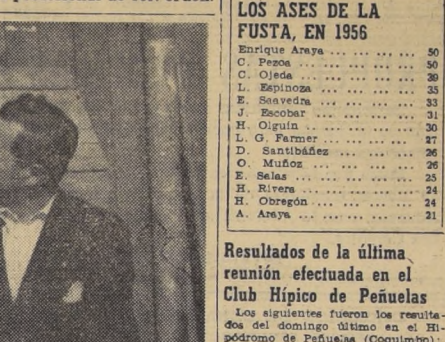 LOS ASES DE LA
FUSTA, EN 1956
Enrique Araya ... ... ... ... 50
C. Pezoa ... ... ... ... 50
C. Ojeda ... ... ... ... 39
L. Espinoza ... ... ... ... 35
E. Saavedra ... ... ... ... 33
J. Escobar ... ... ... ... 31
H. Olguín .. ... ... ... ... 30
L. G. Farmer ... ... ... ... 27
D. Santibáñez ... ... ... 26
O. Muñoz ... ... ... ... 26
E. Salas ... ... ... ... ... 25
H. Rivera ... ... ... ... 24
H. Obregón ... ... ... ... 24
A. Araya ... ... ... ... ... 21
Resultados de la última
reunión efectuada en el
Club Hípico de Peñuelas
Los siguientes fueron los resulta-
dos del domingo último en el Hi-
pódromo de Peñuelas (Coquimbo):